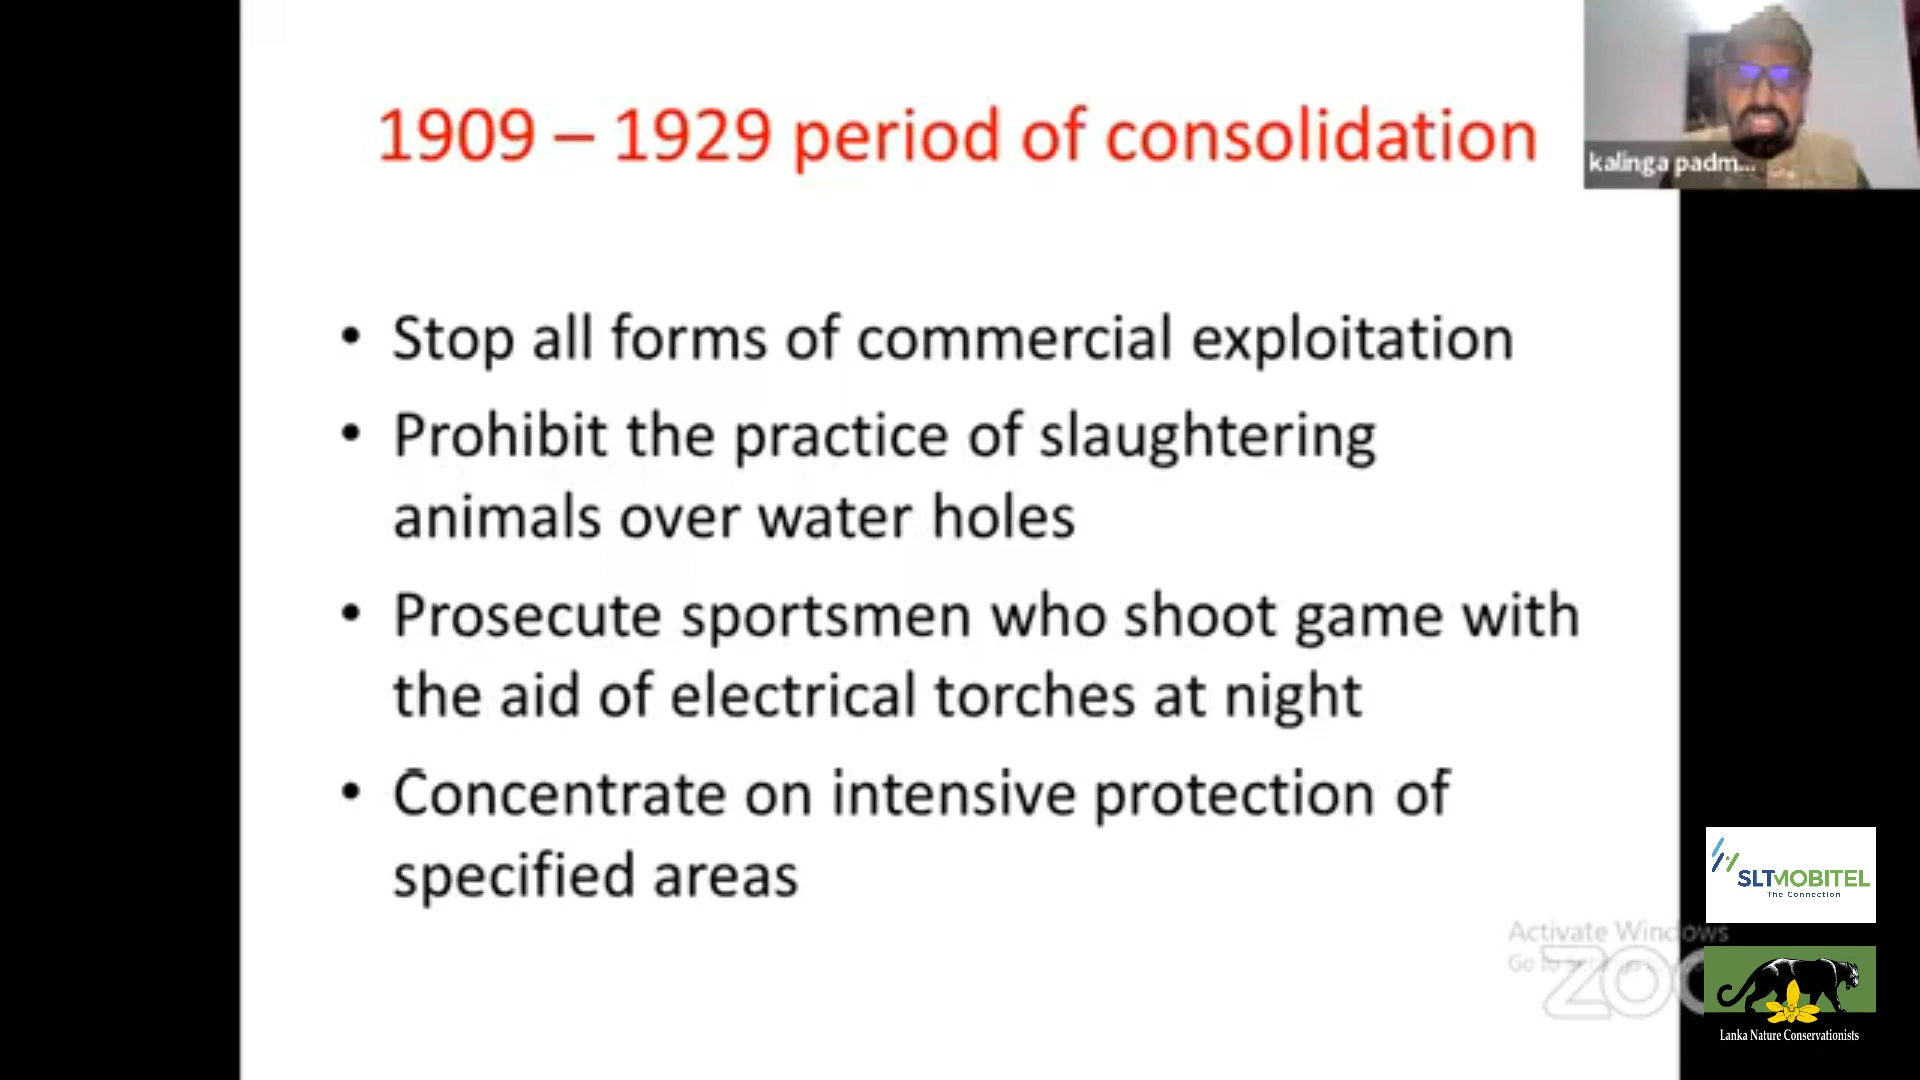 1909 – 1929 period of consolidation
kalinga padm...
• Stop all forms of commercial exploitation
• Prohibit the practice of slaughtering
animals over water holes
• Prosecute sportsmen who shoot game with
the aid of electrical torches at night
• Concentrate on intensive protection of
specified areas
SLTMOBITEL
The Connection
Activate Windows
Go to
Lanka Nature Conservationists